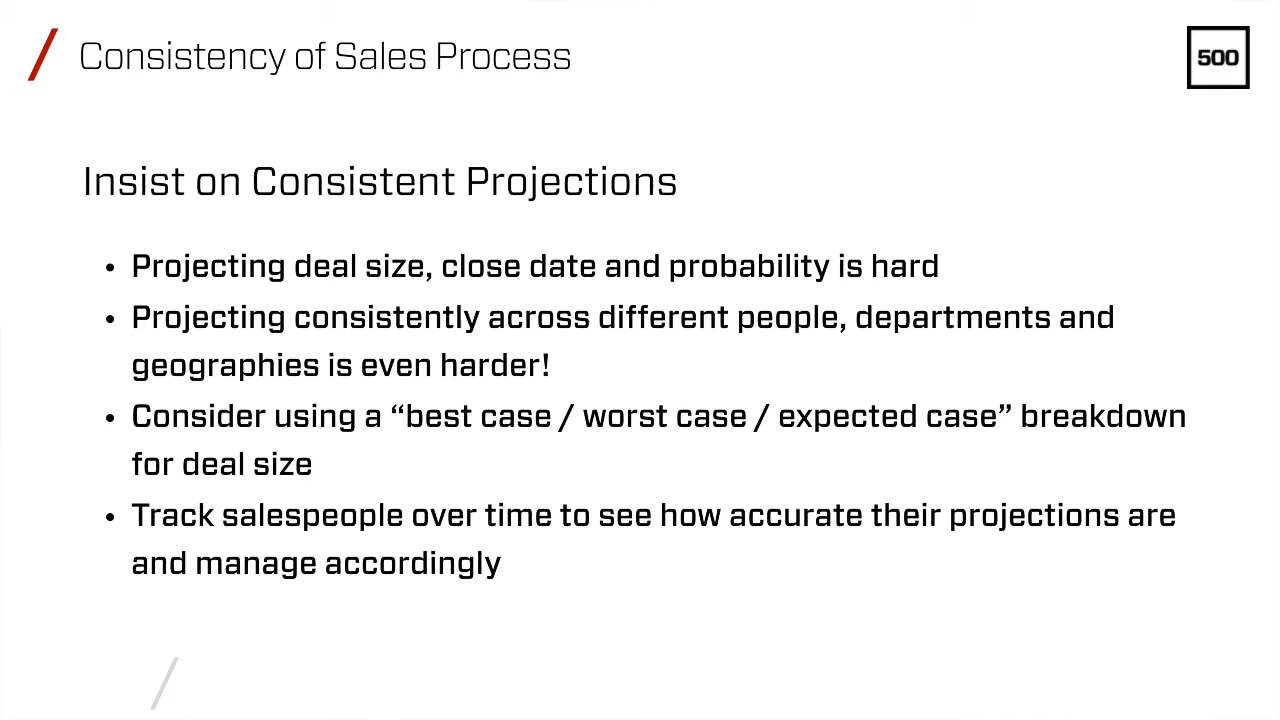 Consistency of Sales Process
500
Insist on Consistent Projections
• Projecting deal size, close date and probability is hard
• Projecting consistently across different people, departments and
geographies is even harder!
• Consider using a “best case / worst case / expected case” breakdown
for deal size
• Track salespeople over time to see how accurate their projections are
and manage accordingly